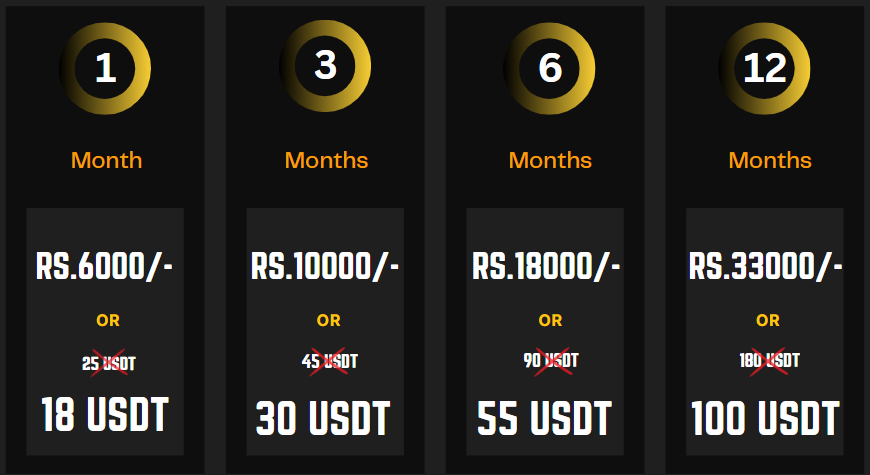 1
Month
RS.6000/-
OR
25 USDT
18 USDT
3
Months
RS.10000/-
OR
45 USDT
30 USDT
6
Months
RS.18000/-
OR
90 USDT
55 USDT
12
Months
RS.33000/-
OR
180 USDT
100 USDT